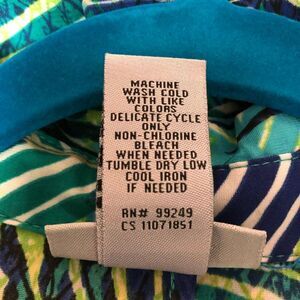 MACHINE
WASH COLD
WITH LIKE
COLORS
DELICATE CYCLE
ONLY
NON-CHLORINE
BLEACH
WHEN NEEDED
TUMBLE DRY LOW
COOL IRON
IF NEEDED
RN# 99249
CS 11071851